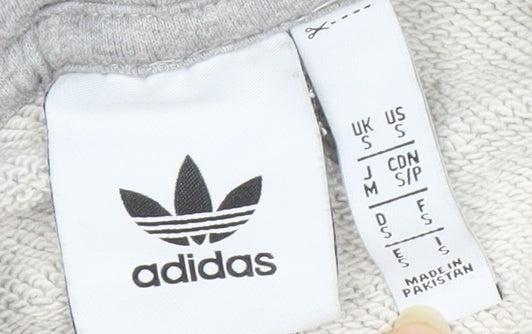 adidas
UK US
S S
J CDN
M S/P
D F
S S
E I
S S
MADE IN
PAKISTAN